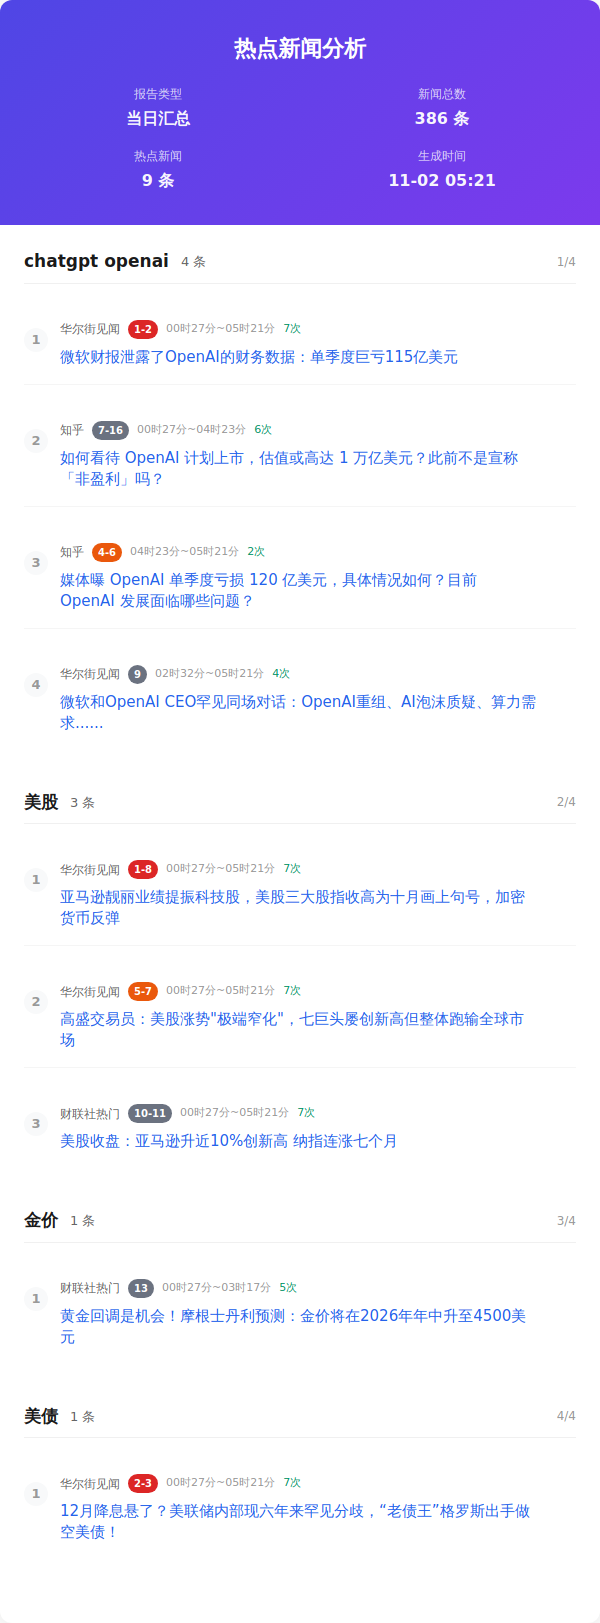 热点新闻分析
报告类型
当日汇总
新闻总数
386 条
热点新闻
9 条
生成时间
11-02 05:21
chatgpt openai 4 条 1/4
1 华尔街见闻 1-2 00时27分~05时21分 7次
微软财报泄露了OpenAI的财务数据：单季度巨亏115亿美元
2 知乎 7-16 00时27分~04时23分 6次
如何看待 OpenAI 计划上市，估值或高达 1 万亿美元？此前不是宣称
「非盈利」吗？
3 知乎 4-6 04时23分~05时21分 2次
媒体曝 OpenAI 单季度亏损 120 亿美元，具体情况如何？目前
OpenAI 发展面临哪些问题？
4 华尔街见闻 9 02时32分~05时21分 4次
微软和OpenAI CEO罕见同场对话：OpenAI重组、AI泡沫质疑、算力需
求……
美股 3 条 2/4
1 华尔街见闻 1-8 00时27分~05时21分 7次
亚马逊靓丽业绩提振科技股，美股三大股指收高为十月画上句号，加密
货币反弹
2 华尔街见闻 5-7 00时27分~05时21分 7次
高盛交易员：美股涨势"极端窄化"，七巨头屡创新高但整体跑输全球市
场
3 财联社热门 10-11 00时27分~05时21分 7次
美股收盘：亚马逊升近10%创新高 纳指连涨七个月
金价 1 条 3/4
1 财联社热门 13 00时27分~03时17分 5次
黄金回调是机会！摩根士丹利预测：金价将在2026年年中升至4500美
元
美债 1 条 4/4
1 华尔街见闻 2-3 00时27分~05时21分 7次
12月降息悬了？美联储内部现六年来罕见分歧，“老债王”格罗斯出手做
空美债！